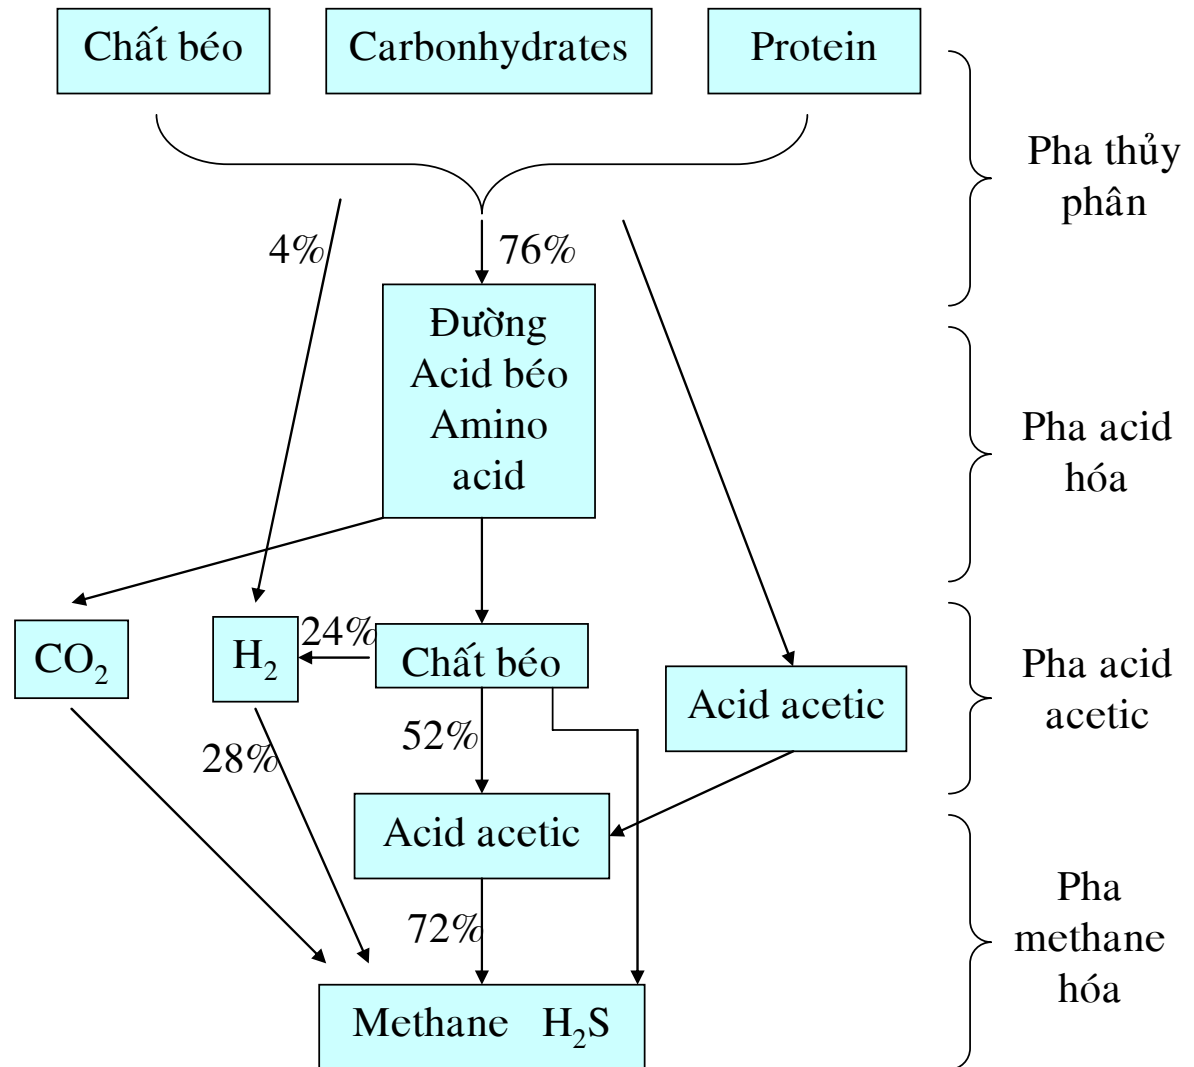 Chất béo
Carbonhydrates
Protein
Pha thủy
phân
4%
76%
Đường
Acid béo
Amino
acid
Pha acid
hóa
CO₂
H₂
24%
Chất béo
Acid acetic
Pha acid
acetic
28%
52%
Acid acetic
72%
Pha
methane
hóa
Methane H₂S